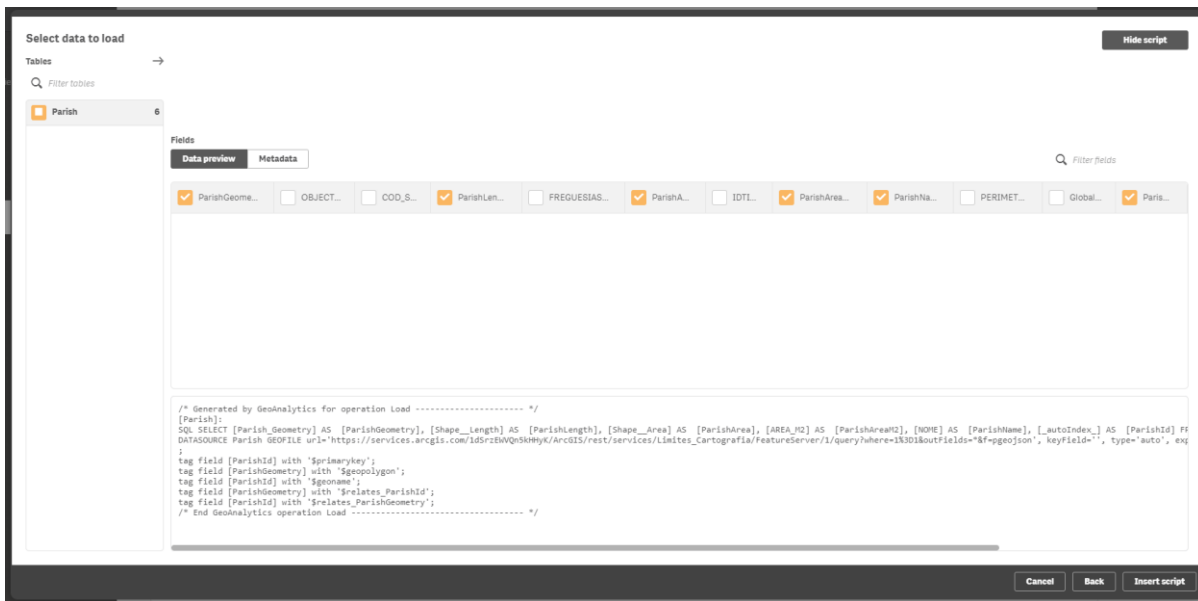 Select data to load
Hide script
Tables
Filter tables
Parish 6
Fields
Data preview Metadata
Filter fields
ParishGeome... OBJECT... COD_S... ParishLen... FREGUESIAS... ParishA... IDTI... ParishArea... ParishNa... PERIMET... Global... Paris...
/* Generated by GeoAnalytics for operation Load ---------------------- */
[Parish]:
SQL SELECT [Parish_Geometry] AS [ParishGeometry], [Shape__Length] AS [ParishLength], [Shape__Area] AS [ParishArea], [AREA_M2] AS [ParishAreaM2], [NOME] AS [ParishName], [_autoIndex_] AS [ParishId] FR
DATASOURCE Parish GEOFILE url='https://services.arcgis.com/1dSrzEWVQn5kHHyK/ArcGIS/rest/services/Limites_Cartografia/FeatureServer/1/query?where=1%3D1&outFields=*&f=pgeojson', keyField='', type='auto', exp
;
tag field [ParishId] with '$primarykey';
tag field [ParishGeometry] with '$geopolygon';
tag field [ParishId] with '$geoname';
tag field [ParishGeometry] with '$relates_ParishId';
tag field [ParishId] with '$relates_ParishGeometry';
/* End GeoAnalytics operation Load ----------------------------------- */
Cancel Back Insert script